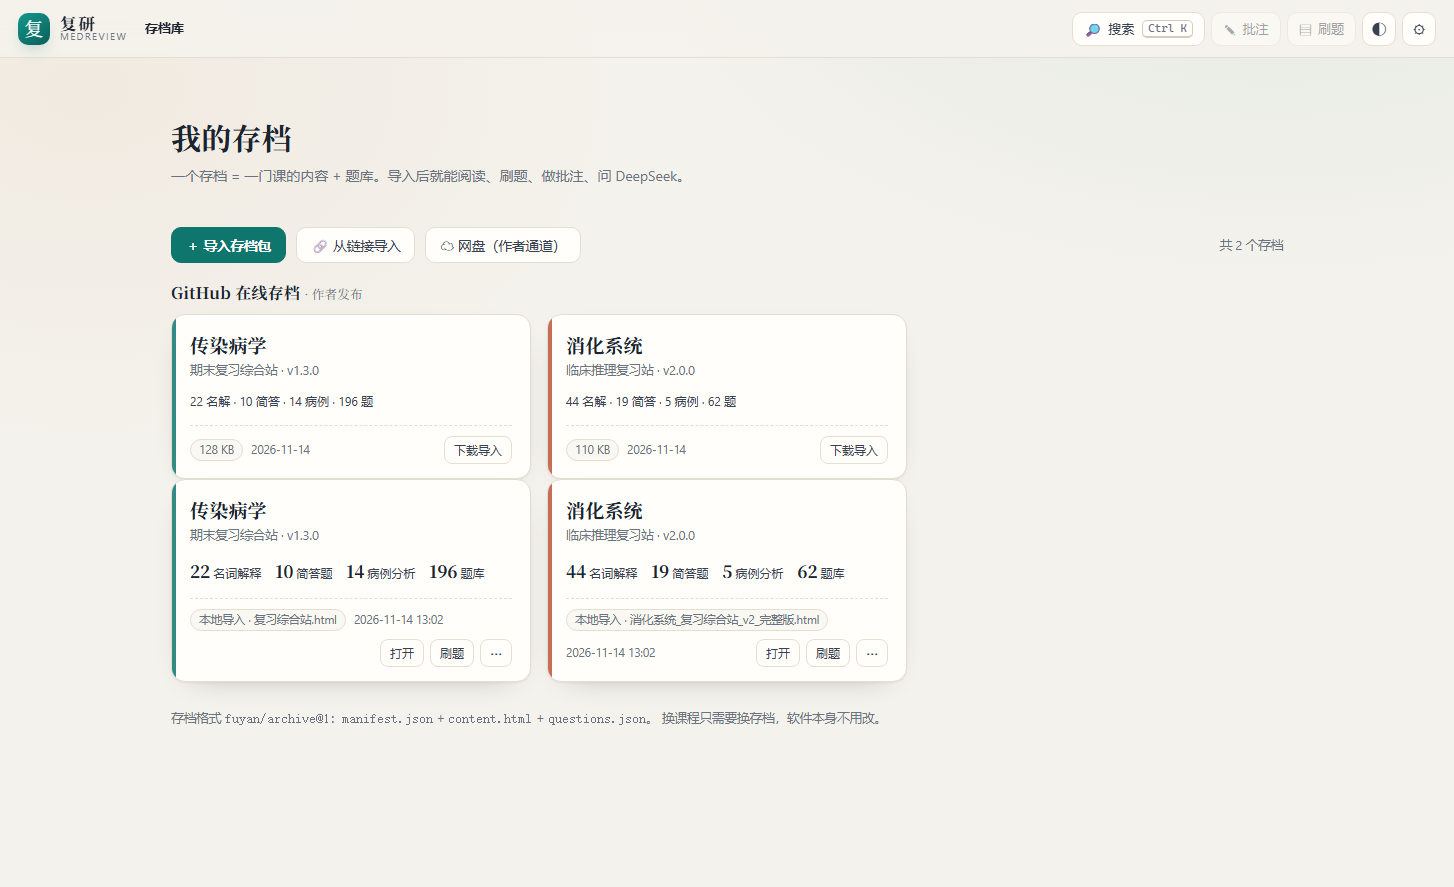 复 复研 存档库 搜索 Ctrl K 批注 刷题
MEDREVIEW
我的存档
一个存档 = 一门课的内容 + 题库。导入后就能阅读、刷题、做批注、问 DeepSeek。
+ 导入存档包 从链接导入 网盘（作者通道） 共 2 个存档
GitHub 在线存档 · 作者发布
传染病学
期末复习综合站 · v1.3.0
22 名解 · 10 简答 · 14 病例 · 196 题
128 KB 2026-11-14 下载导入
消化系统
临床推理复习站 · v2.0.0
44 名解 · 19 简答 · 5 病例 · 62 题
110 KB 2026-11-14 下载导入
传染病学
期末复习综合站 · v1.3.0
22 名词解释 10 简答题 14 病例分析 196 题库
本地导入 · 复习综合站.html 2026-11-14 13:02
打开 刷题 ···
消化系统
临床推理复习站 · v2.0.0
44 名词解释 19 简答题 5 病例分析 62 题库
本地导入 · 消化系统_复习综合站_v2_完整版.html
2026-11-14 13:02 打开 刷题 ···
存档格式 fuyan/archive@1: manifest.json + content.html + questions.json。 换课程只需要换存档，软件本身不用改。